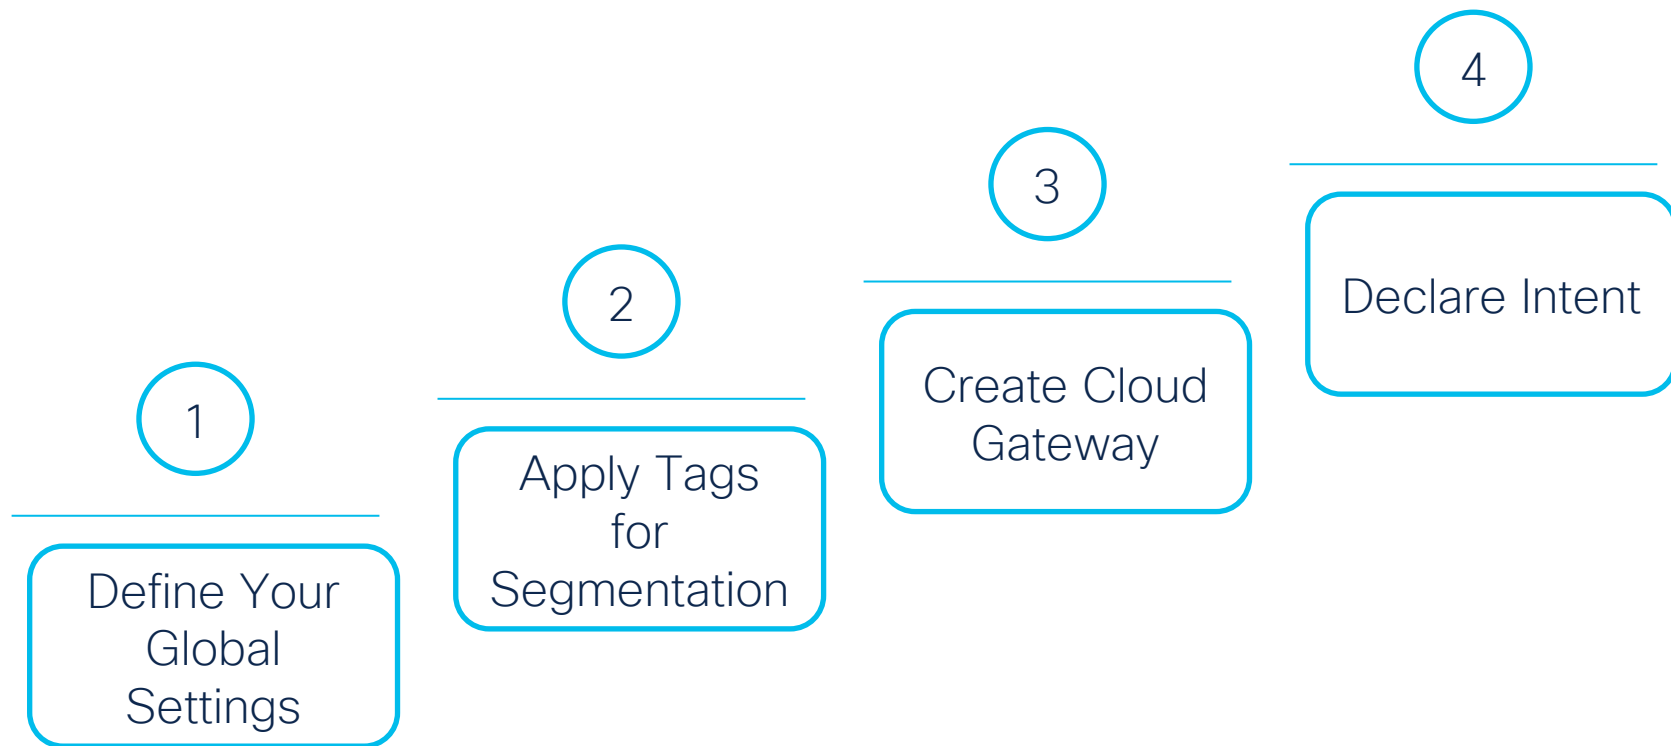 1
Define Your
Global
Settings
2
Apply Tags
for
Segmentation
3
Create Cloud
Gateway
4
Declare Intent